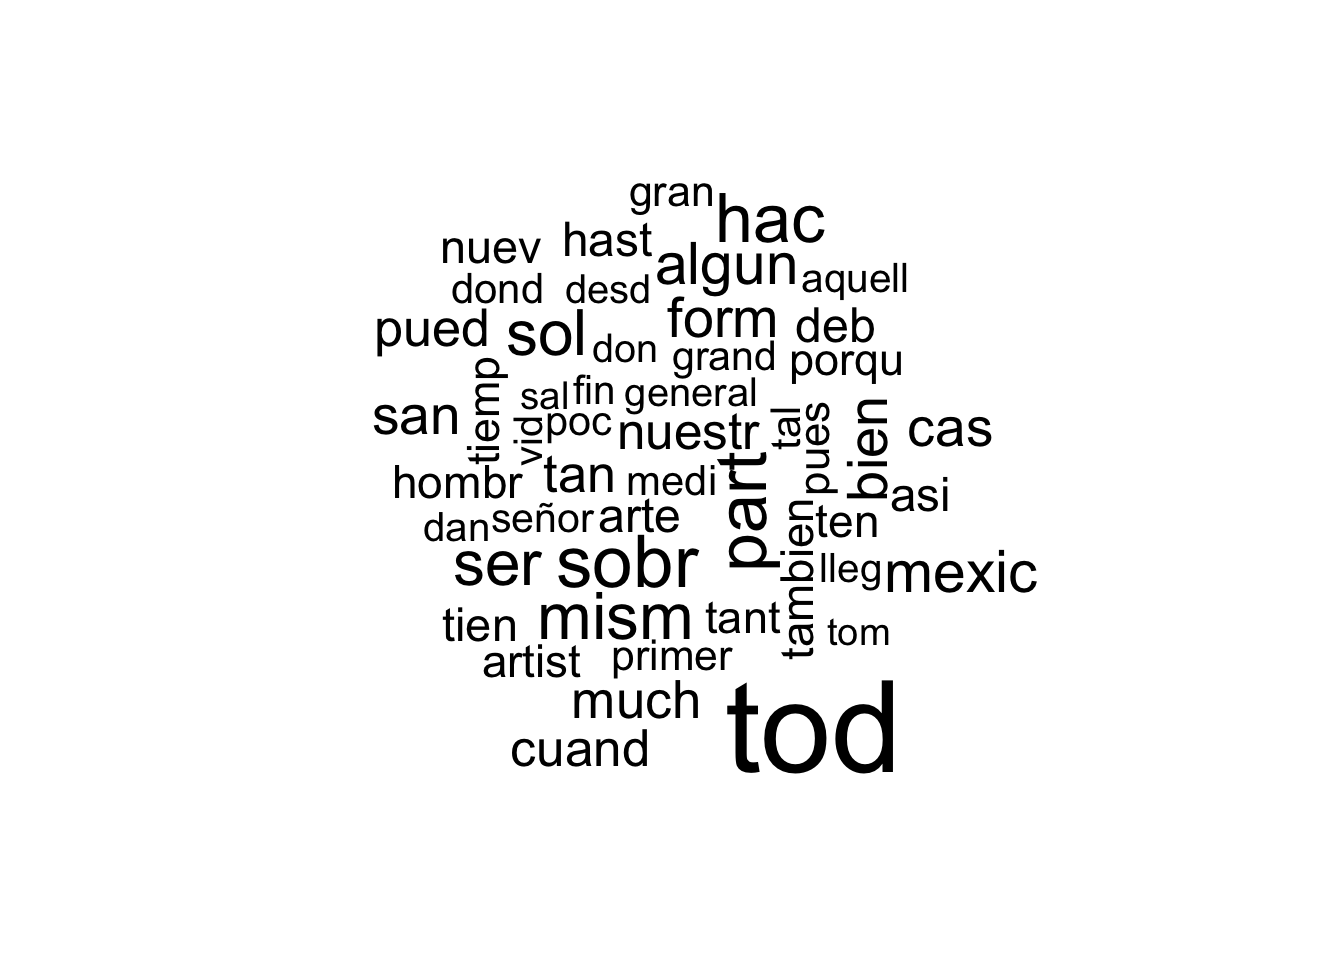 gran
hac
nuev
hast
algun
aquell
dond
desd
pued
sol
form
deb
don
grand
porqu
tiemp
sal
fin
general
san
vid
poc
nuestr
tal
pues
bien
cas
hombr
tan
medi
part
asi
dan
señor
arte
tambien
ten
ser
sobr
lleg
mexic
tien
mism
tant
tom
artist
primer
much
tod
cuand